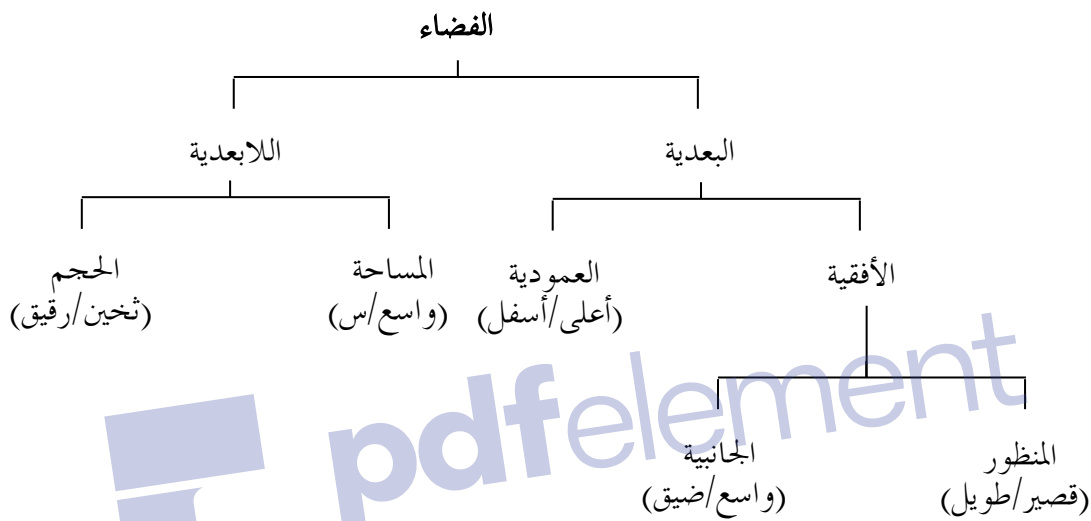 الفضاء
البعدية
اللابعدية
الأفقية
العمودية
(أعلى/أسفل)
المساحة
(واسع/س)
الحجم
(ثخين/رقيق)
المنظور
(قصير/طويل)
الجانبية
(واسع/ضيق)
pdfelement